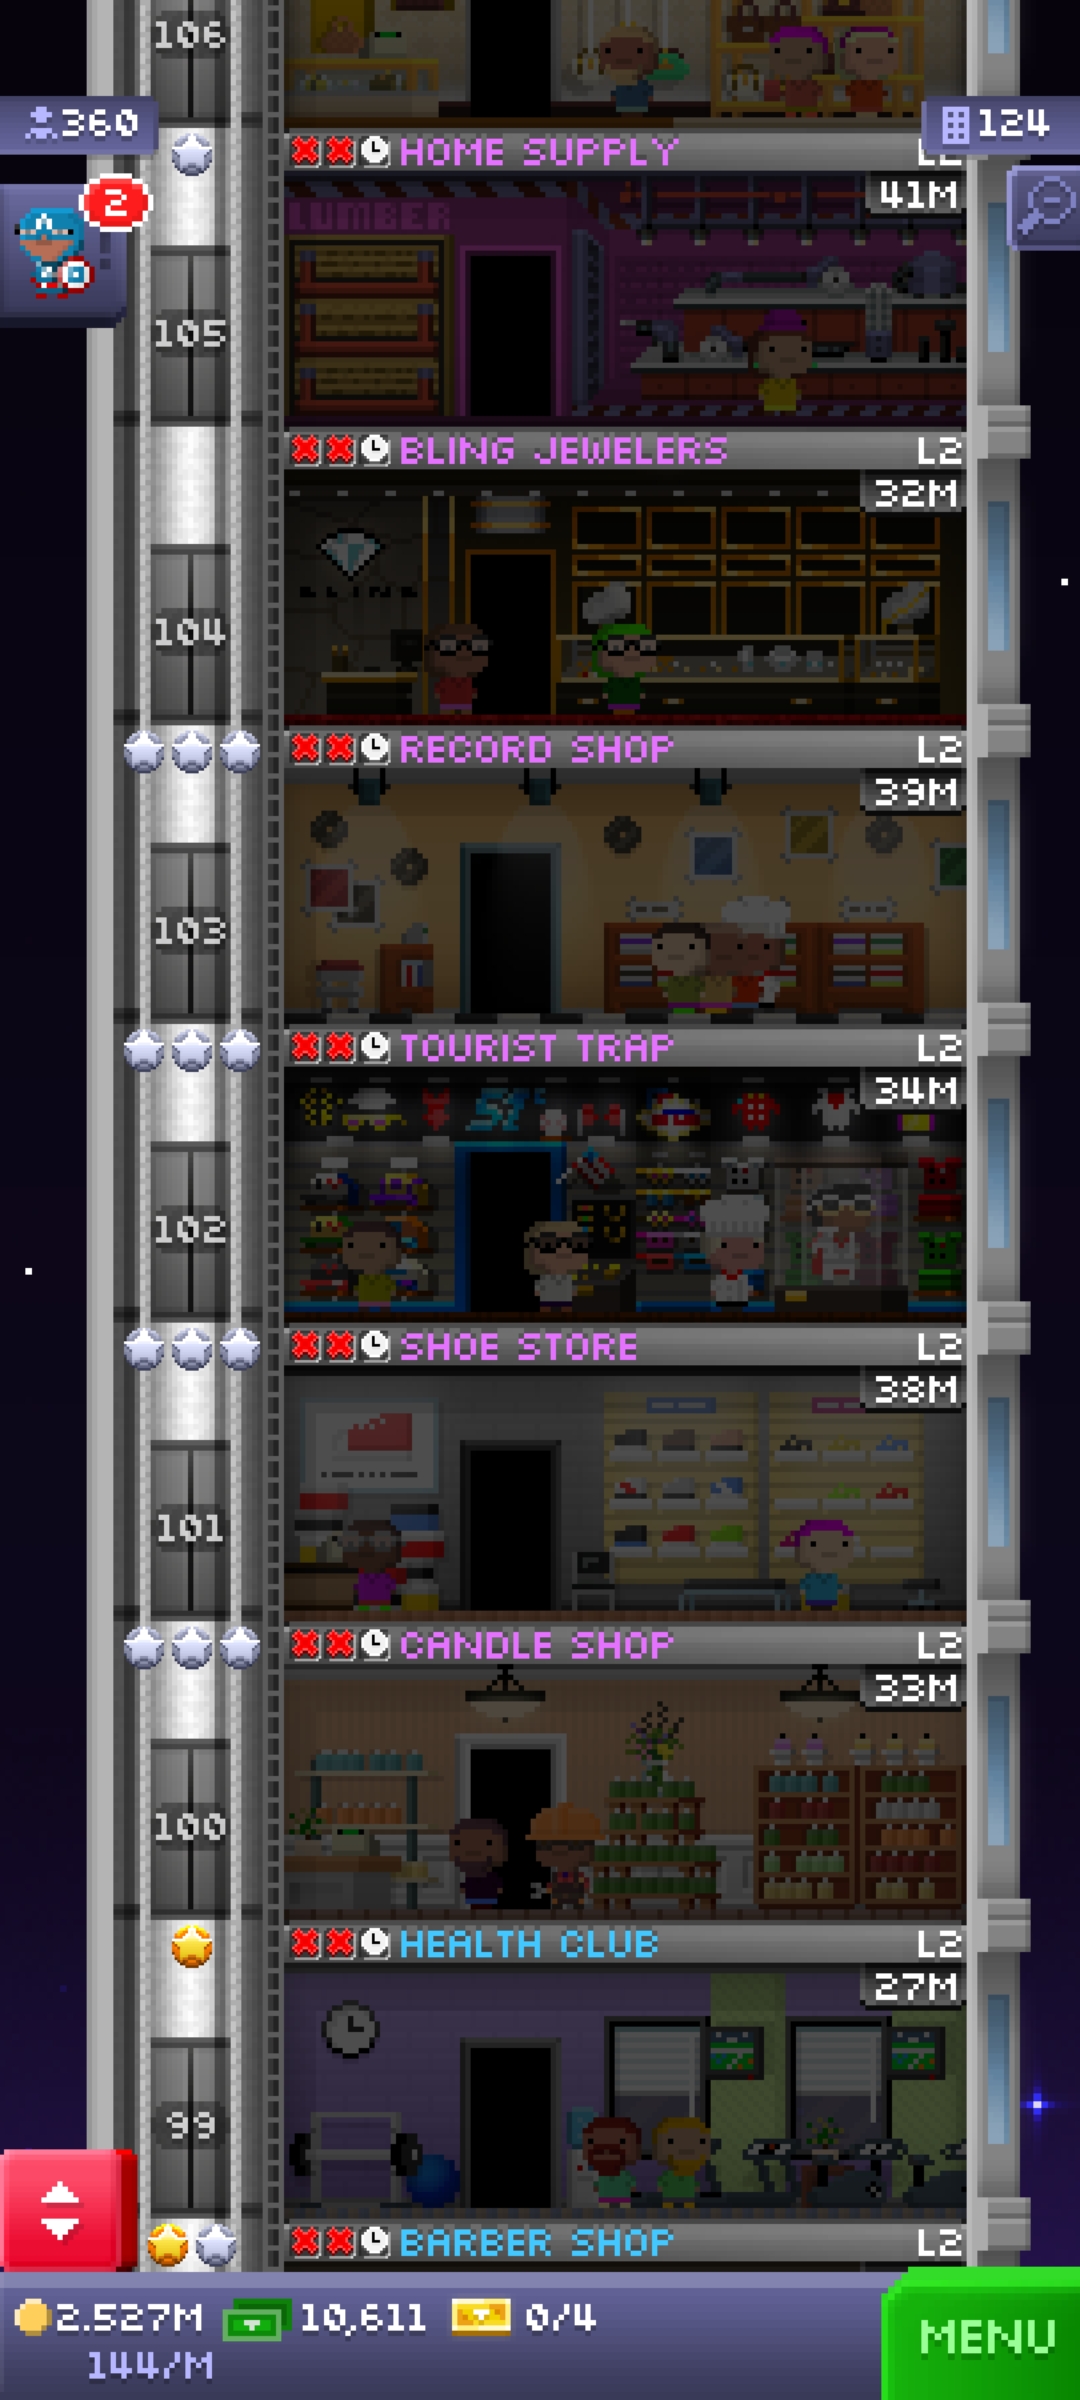 106
360
124
HOME SUPPLY L2
2
41M
LUMBER
105
BLING JEWELERS L2
32M
BLING
104
RECORD SHOP L2
39M
103
TOURIST TRAP L2
34M
102
SHOE STORE L2
38M
101
CANDLE SHOP L2
33M
100
HEALTH CLUB L2
27M
99
BARBER SHOP L2
2.527M 10,611 0/4
MENU
144/M